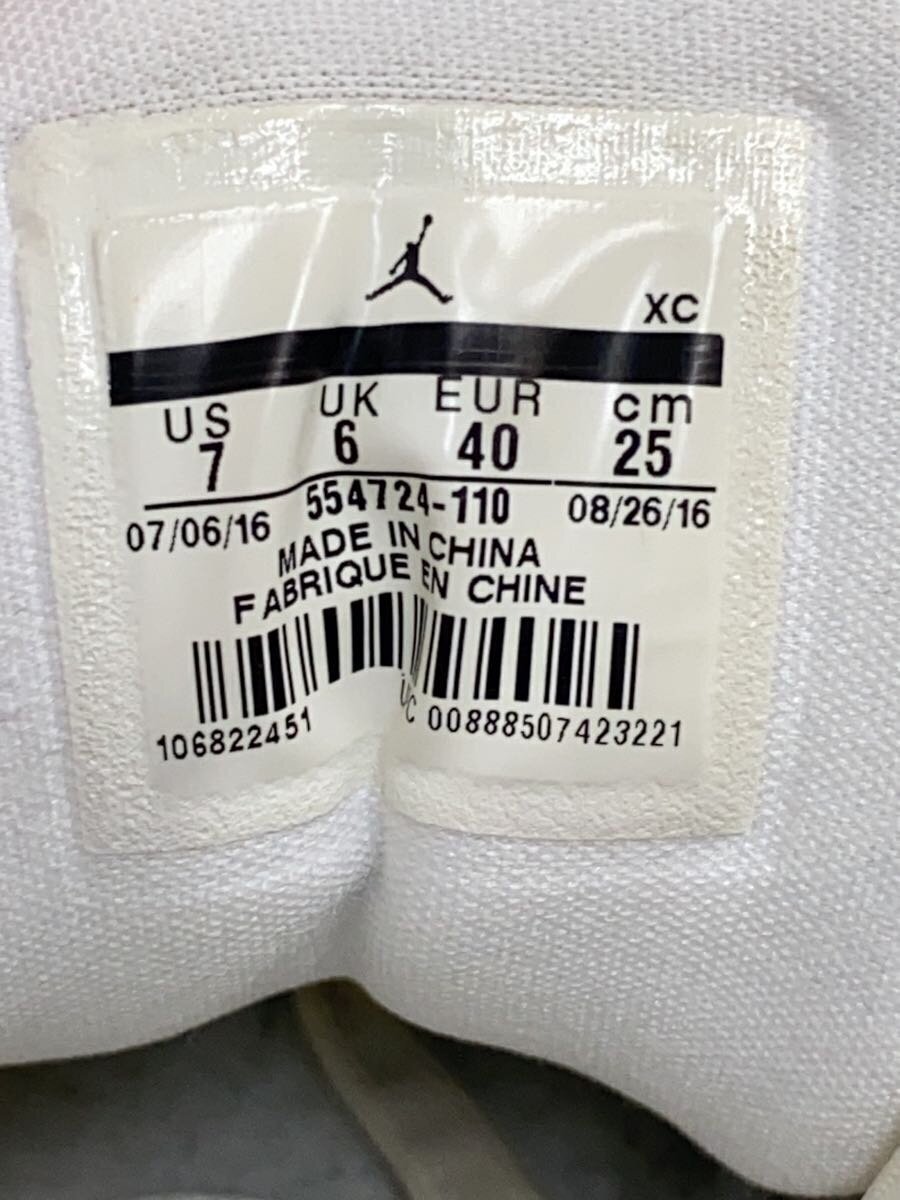 XC
US UK EUR cm
7 6 40 25
07/06/16 554724-110 08/26/16
MADE IN CHINA
FABRIQUE EN CHINE
106822451 UC 00888507423221